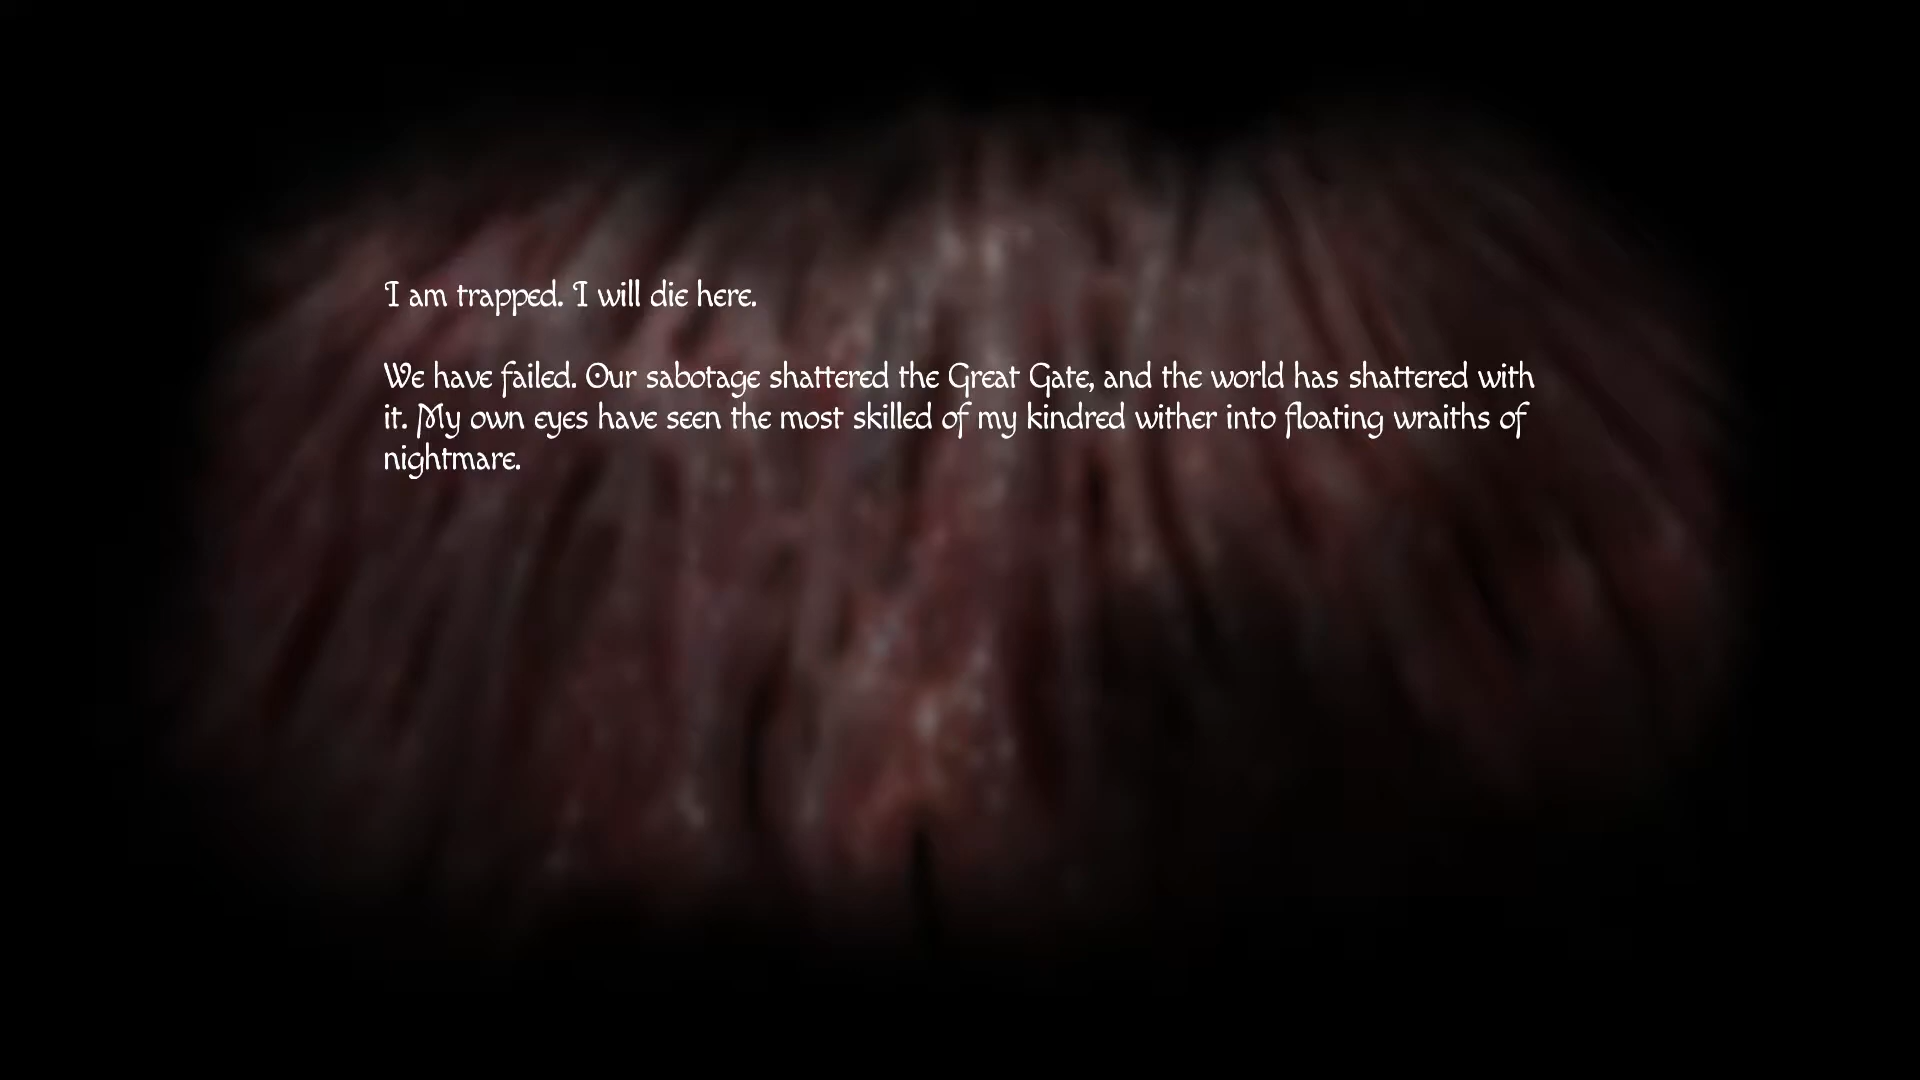 I am trapped. I will die here.
We have failed. Our sabotage shattered the Great Gate, and the world has shattered with
it. My own eyes have seen the most skilled of my kindred wither into floating wraiths of
nightmare.